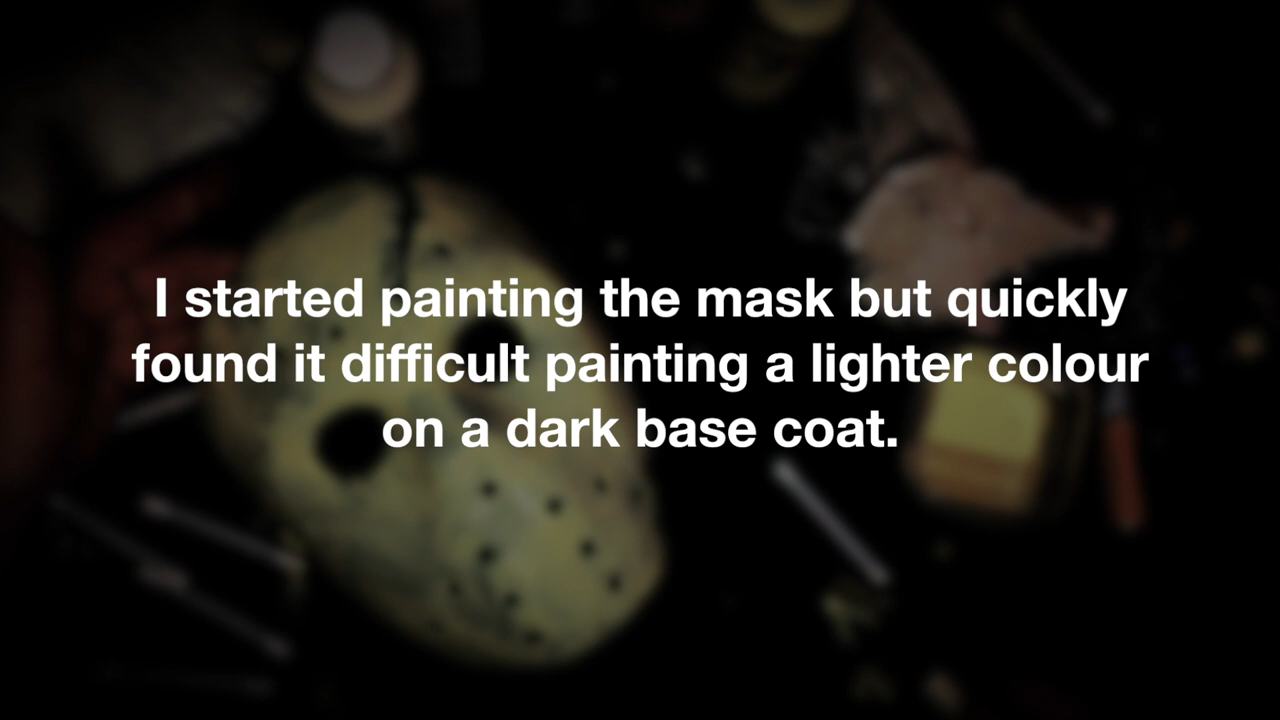 I started painting the mask but quickly
found it difficult painting a lighter colour
on a dark base coat.